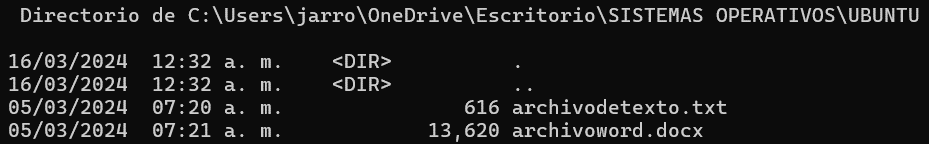 Directorio de C:\Users\jarro\OneDrive\Escritorio\SISTEMAS OPERATIVOS\UBUNTU
16/03/2024  12:32 a. m.    <DIR>          .
16/03/2024  12:32 a. m.    <DIR>          ..
05/03/2024  07:20 a. m.               616 archivodetexto.txt
05/03/2024  07:21 a. m.            13,620 archivoword.docx